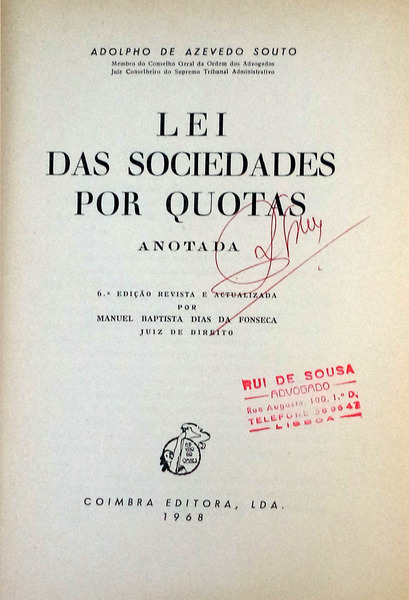 ADOLPHO DE AZEVEDO SOUTO
Membro do Conselho Geral da Ordem dos Advogados
Juiz Conselheiro do Supremo Tribunal Administrativo
LEI
DAS SOCIEDADES
POR QUOTAS
ANOTADA
6.ª EDIÇÃO REVISTA E ACTUALIZADA
POR
MANUEL BAPTISTA DIAS DA FONSECA
JUIZ DE DIREITO
RUI DE SOUSA
ADVOGADO
Rua Augusta, 100, 1.º D,
TELEFONE
LISBOA
COIMBRA EDITORA, LDA.
1968